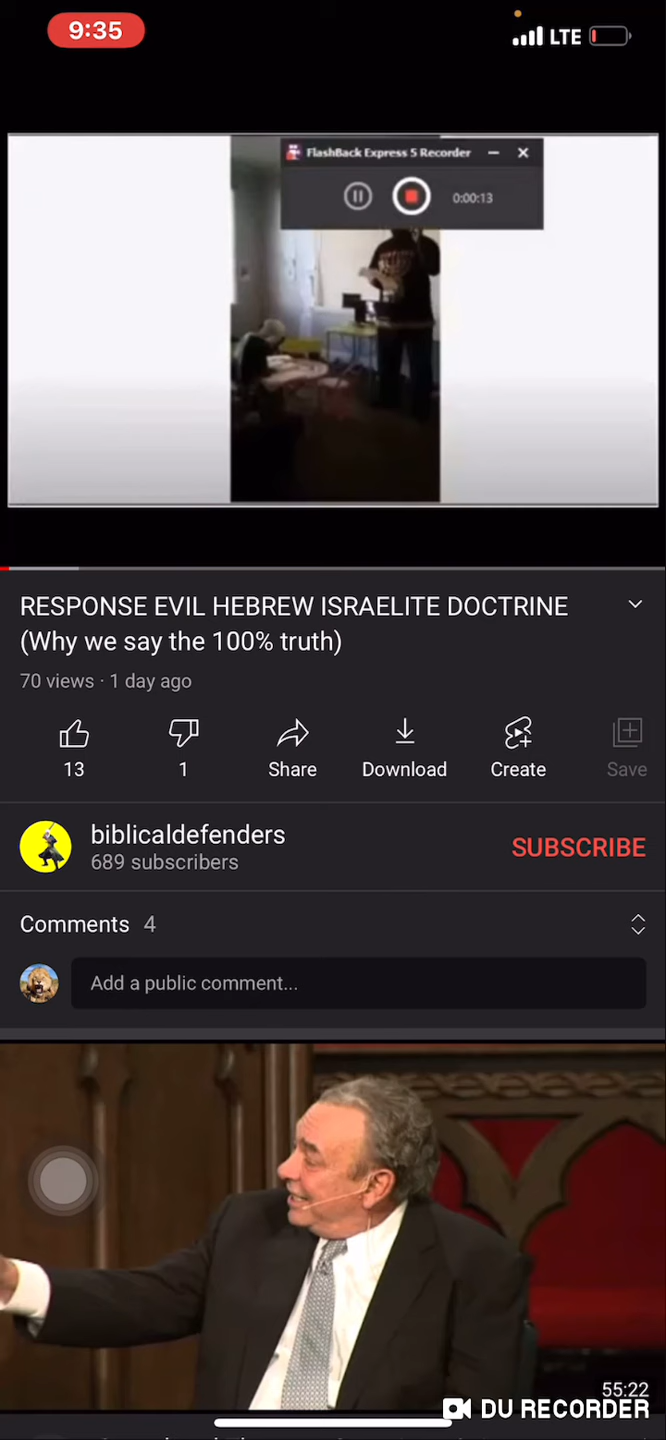 9:35
LTE
FlashBack Express 5 Recorder
0:00:13
RESPONSE EVIL HEBREW ISRAELITE DOCTRINE
(Why we say the 100% truth)
70 views · 1 day ago
13
1
Share
Download
Create
Save
biblicaldefenders
689 subscribers
SUBSCRIBE
Comments 4
Add a public comment...
55:22
DU RECORDER